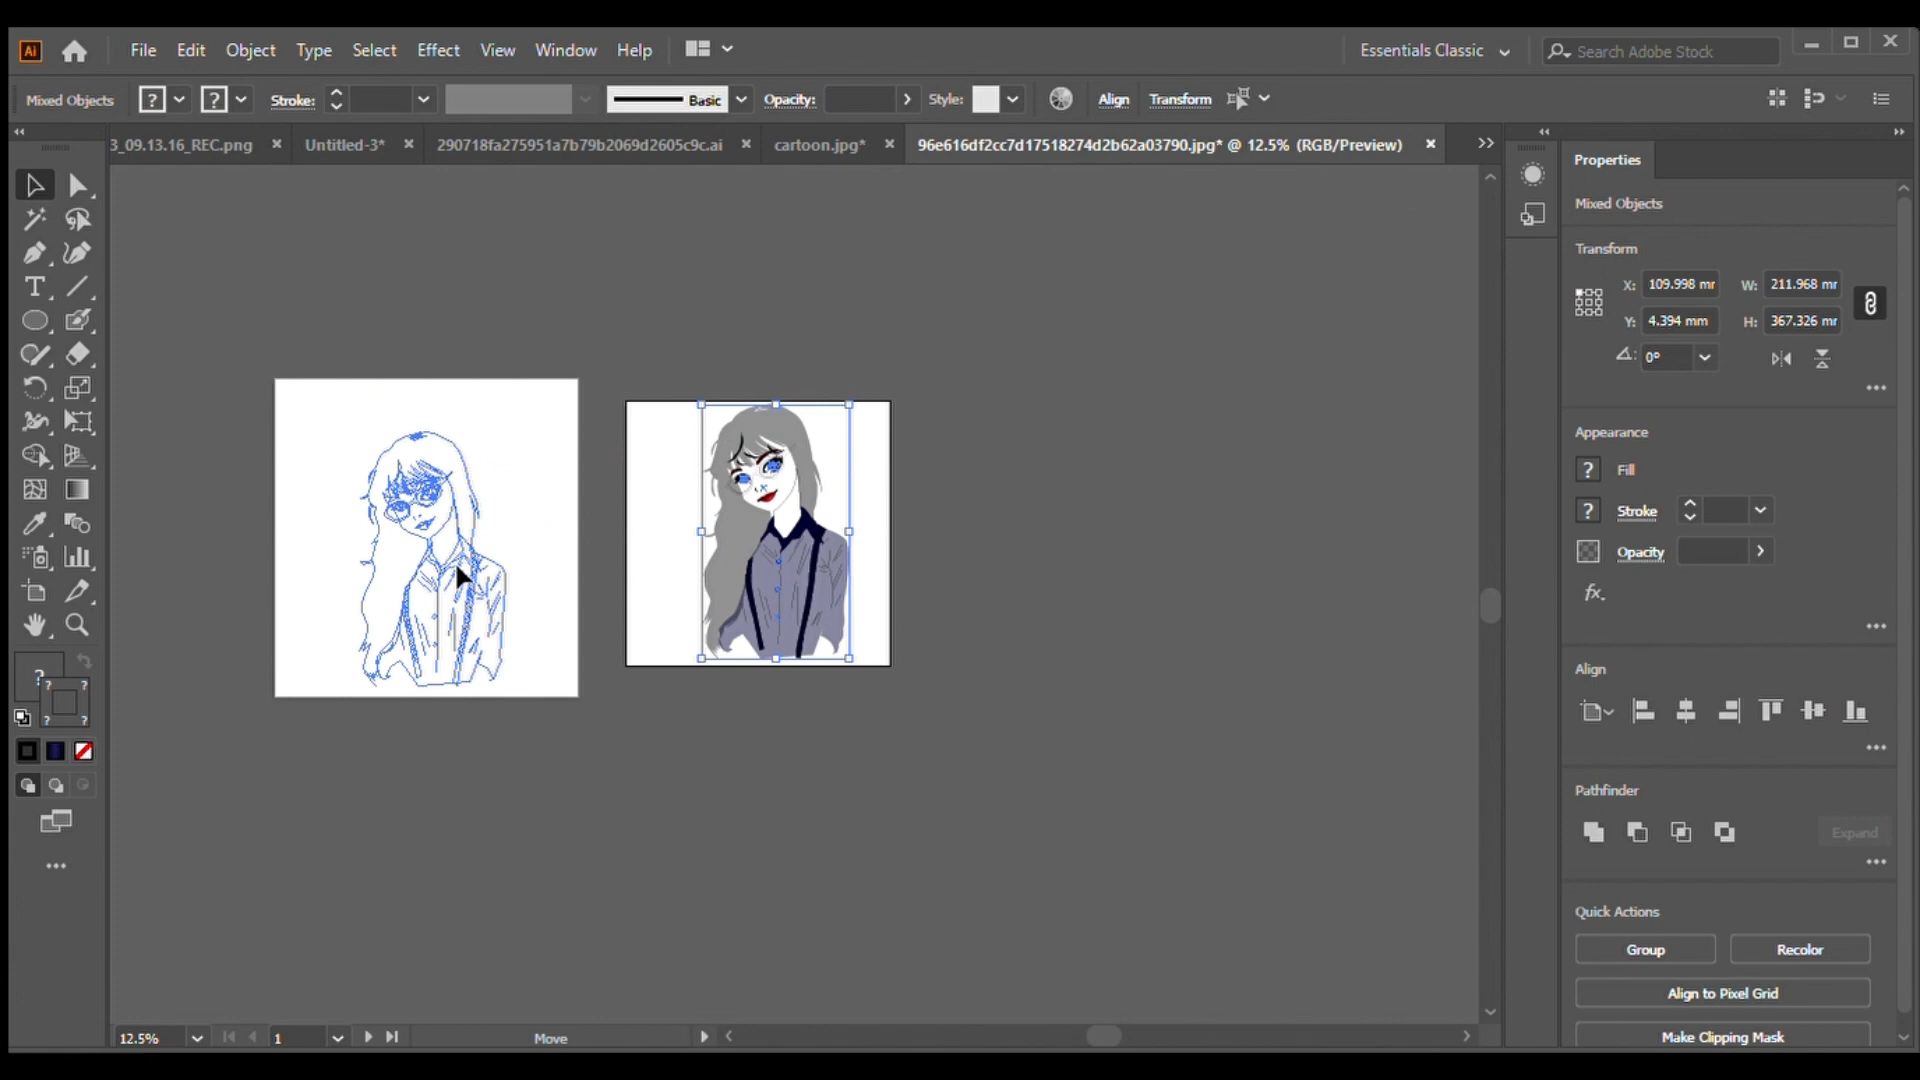 Ai File Edit Object Type Select Effect View Window Help Essentials Classic Search Adobe Stock
Mixed Objects ? ? Stroke: Basic Opacity: Style: Align Transform
3_09.13.16_REC.png Untitled-3* 290718fa275951a7b79b2069d2605c9c.ai cartoon.jpg* 96e616df2cc7d17518274d2b62a03790.jpg* @ 12.5% (RGB/Preview)
Properties
Mixed Objects
Transform
X: 109.998 mr W: 211.968 mr
Y: 4.394 mm H: 367.326 mr
0°
Appearance
? Fill
? Stroke
Opacity
fx.
Align
Pathfinder
Expand
Quick Actions
Group Recolor
Align to Pixel Grid
Make Clipping Mask
T
?
? ?
? ?
12.5% 1 Move